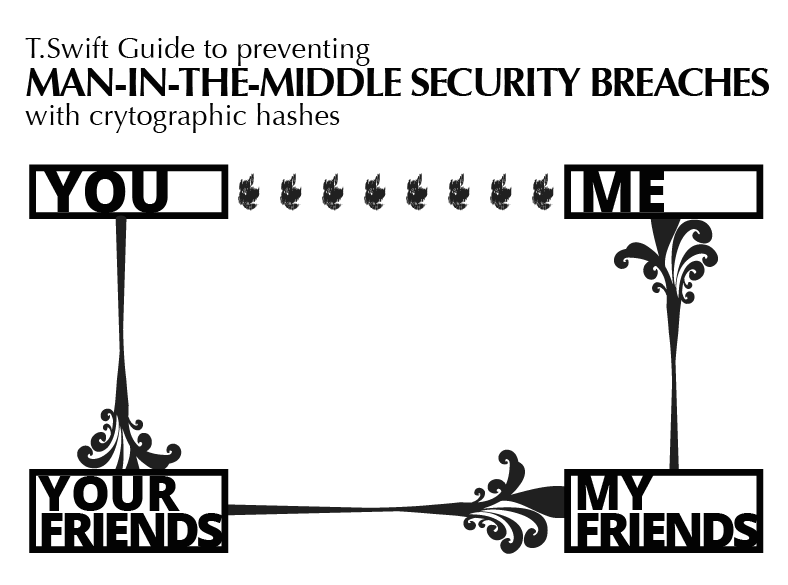 T.Swift Guide to preventing
MAN-IN-THE-MIDDLE SECURITY BREACHES
with crytographic hashes
YOU
ME
YOUR
FRIENDS
MY
FRIENDS